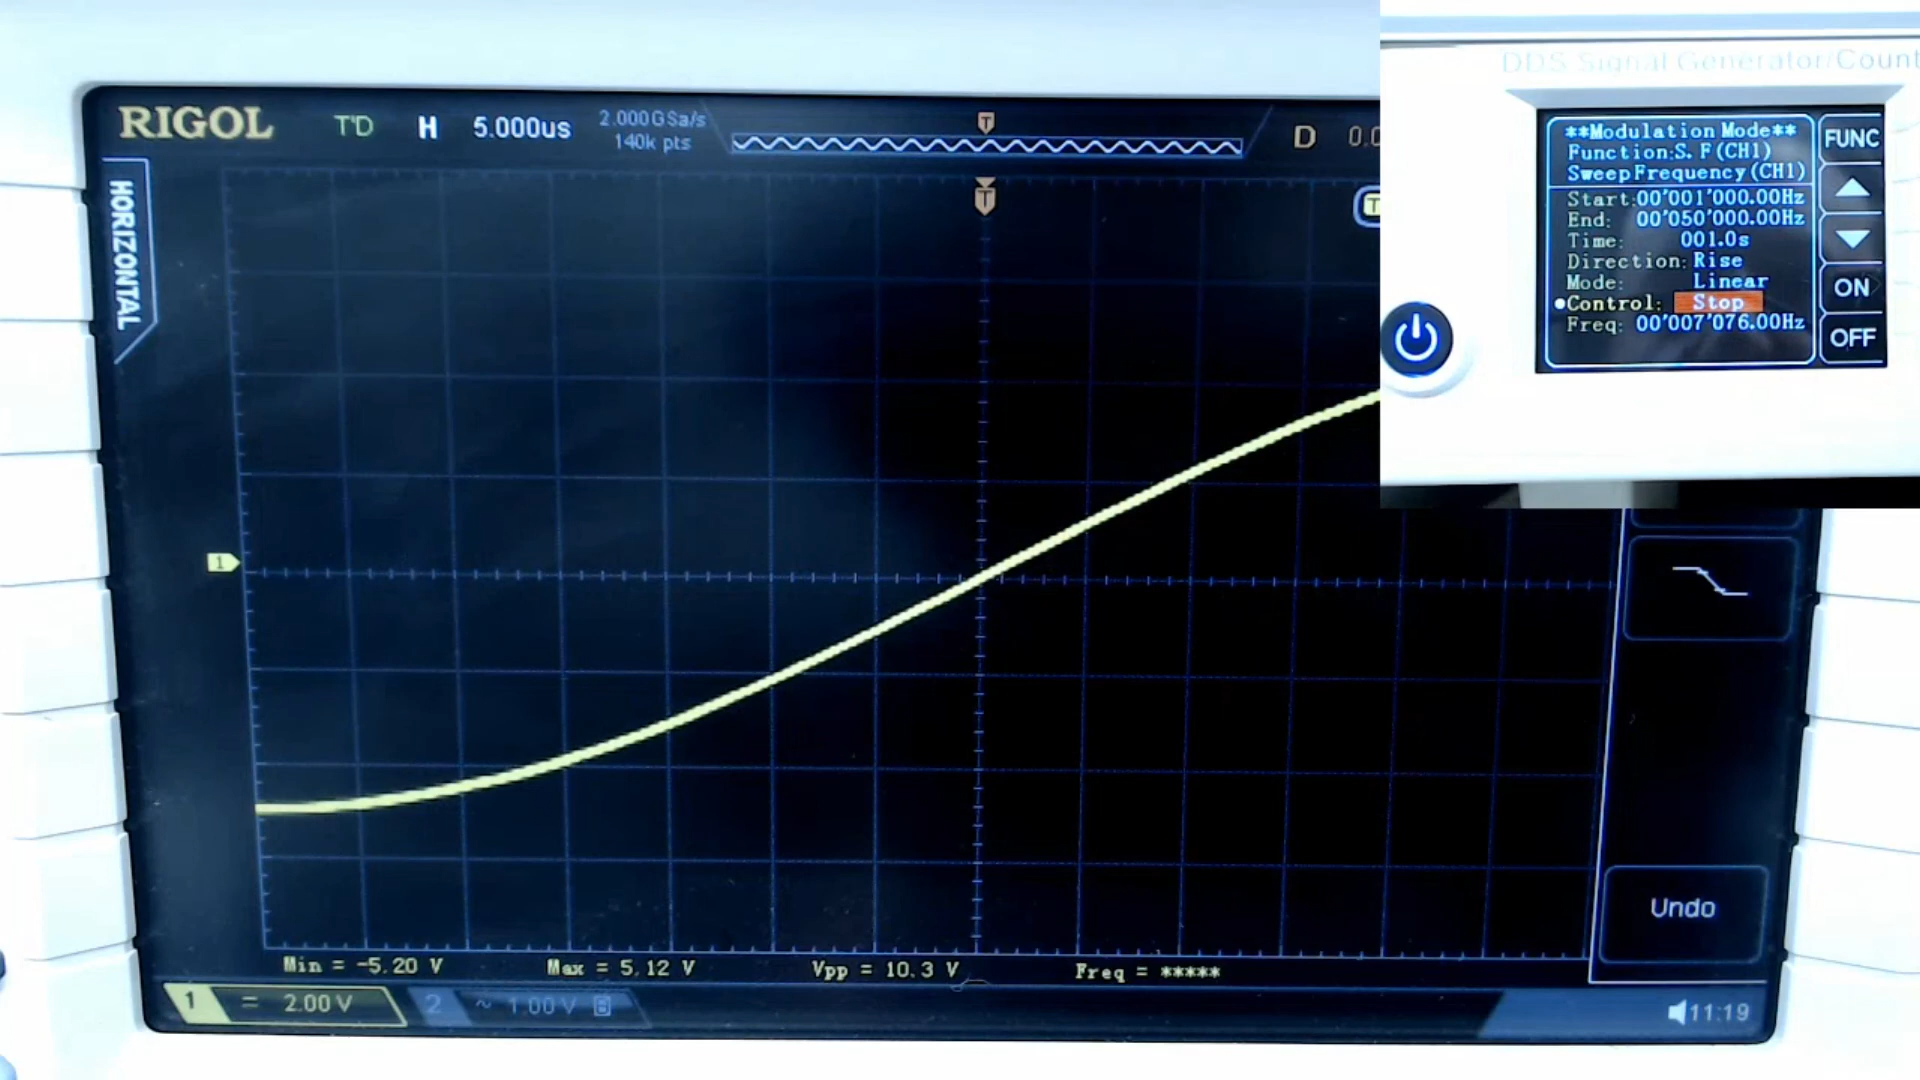 RIGOL T'D H 5.000us 2.000GSa/s
140k pts
T
D 0.0
HORIZONTAL
T
T
1
Undo
Min = -5.20 V Max = 5.12 V Vpp = 10.3 V Freq = *****
1 = 2.00 V 2 ~ 1.00 V B
11:19
DDS Signal Generator/Count
**Modulation Mode**
Function:S. F(CH1)
SweepFrequency(CH1)
Start:00'001'000.00Hz
End: 00'050'000.00Hz
Time: 001.0s
Direction: Rise
Mode: Linear
Control: Stop
Freq: 00'007'076.00Hz
FUNC
ON
OFF